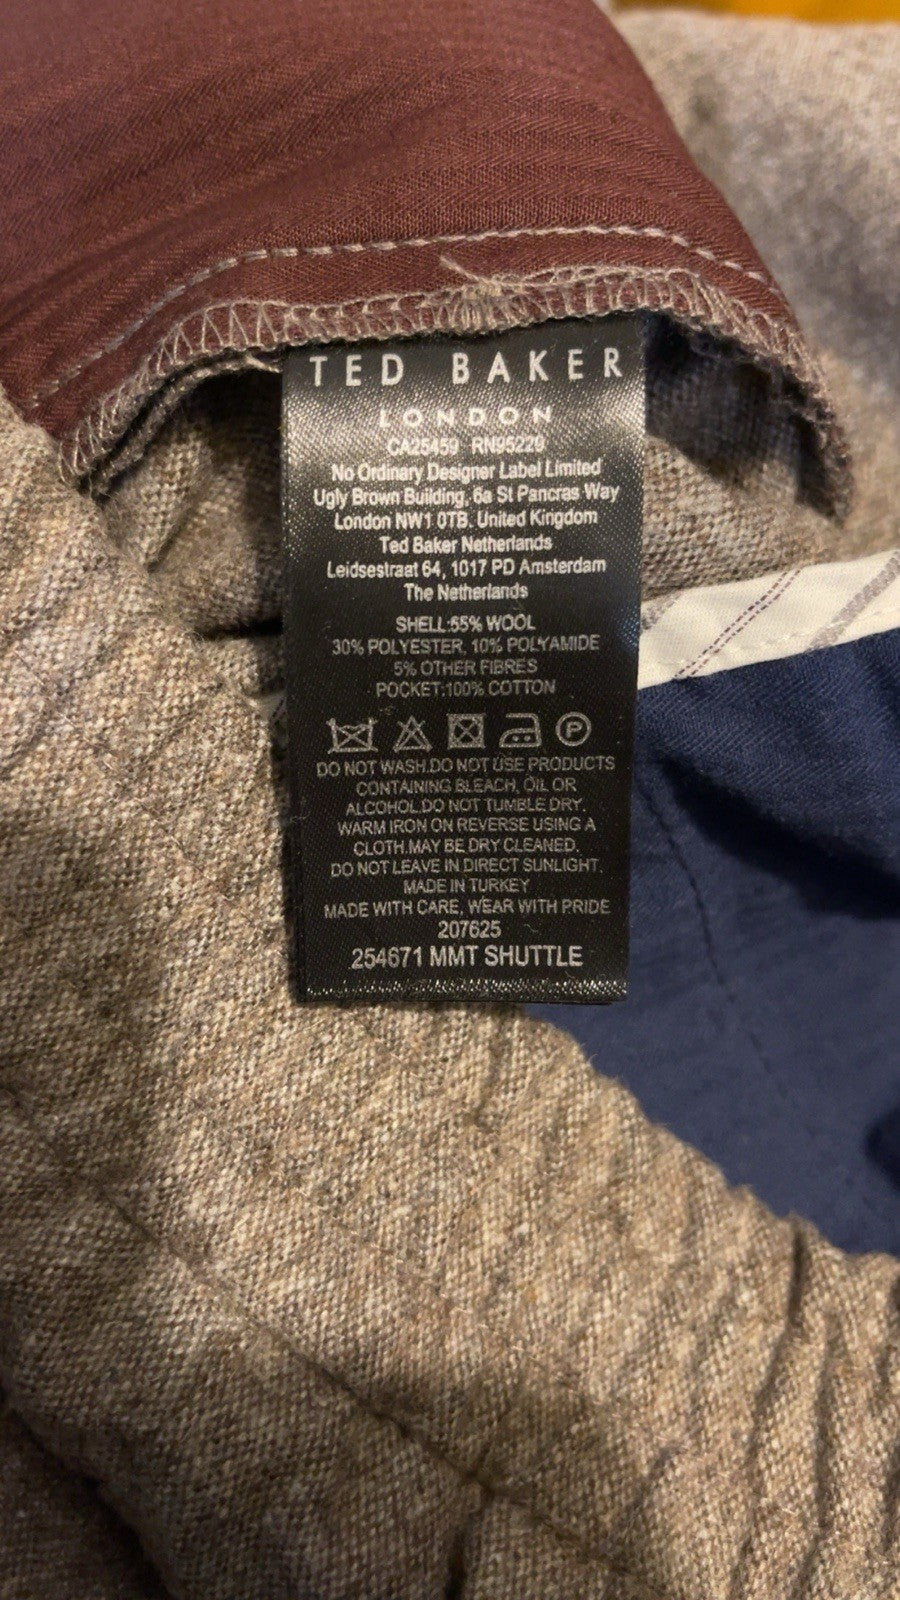 TED BAKER
LONDON
CA25459 RN95229
No Ordinary Designer Label Limited
Ugly Brown Building, 6a St Pancras Way
London NW1 0TB. United Kingdom
Ted Baker Netherlands
Leidsestraat 64, 1017 PD Amsterdam
The Netherlands
SHELL:55% WOOL
30% POLYESTER, 10% POLYAMIDE
5% OTHER FIBRES
POCKET:100% COTTON
P
DO NOT WASH.DO NOT USE PRODUCTS
CONTAINING BLEACH, OIL OR
ALCOHOL.DO NOT TUMBLE DRY.
WARM IRON ON REVERSE USING A
CLOTH.MAY BE DRY CLEANED.
DO NOT LEAVE IN DIRECT SUNLIGHT.
MADE IN TURKEY
MADE WITH CARE, WEAR WITH PRIDE
207625
254671 MMT SHUTTLE